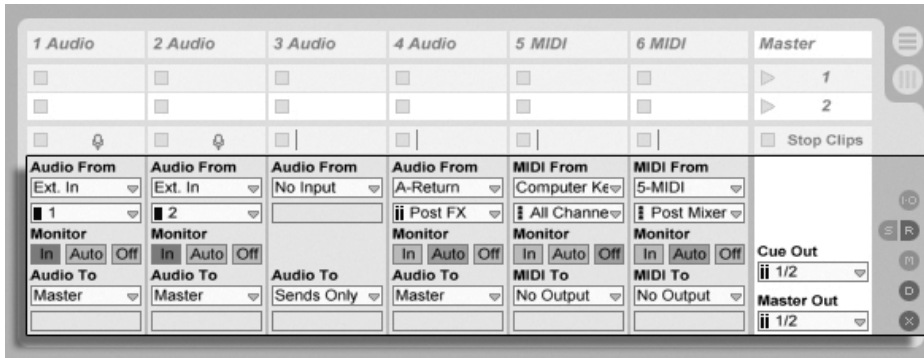 1 Audio 2 Audio 3 Audio 4 Audio 5 MIDI 6 MIDI Master
1
2
Stop Clips
Audio From Audio From Audio From Audio From MIDI From MIDI From
Ext. In Ext. In No Input A-Return Computer Ke 5-MIDI
1 2 Post FX All Channe Post Mixer
Monitor Monitor Monitor Monitor Monitor
In Auto Off In Auto Off In Auto Off In Auto Off In Auto Off Cue Out
Audio To Audio To Audio To Audio To MIDI To MIDI To 1/2
Master Master Sends Only Master No Output No Output Master Out
1/2
I·O
S R
M
D
X